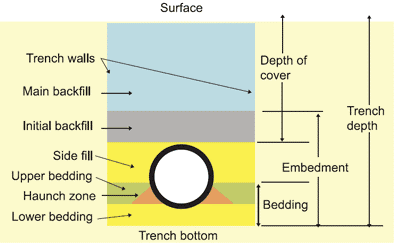 Surface
Trench walls
Depth of
cover
Main backfill
Trench
depth
Initial backfill
Side fill
Embedment
Upper bedding
Haunch zone
Bedding
Lower bedding
Trench bottom